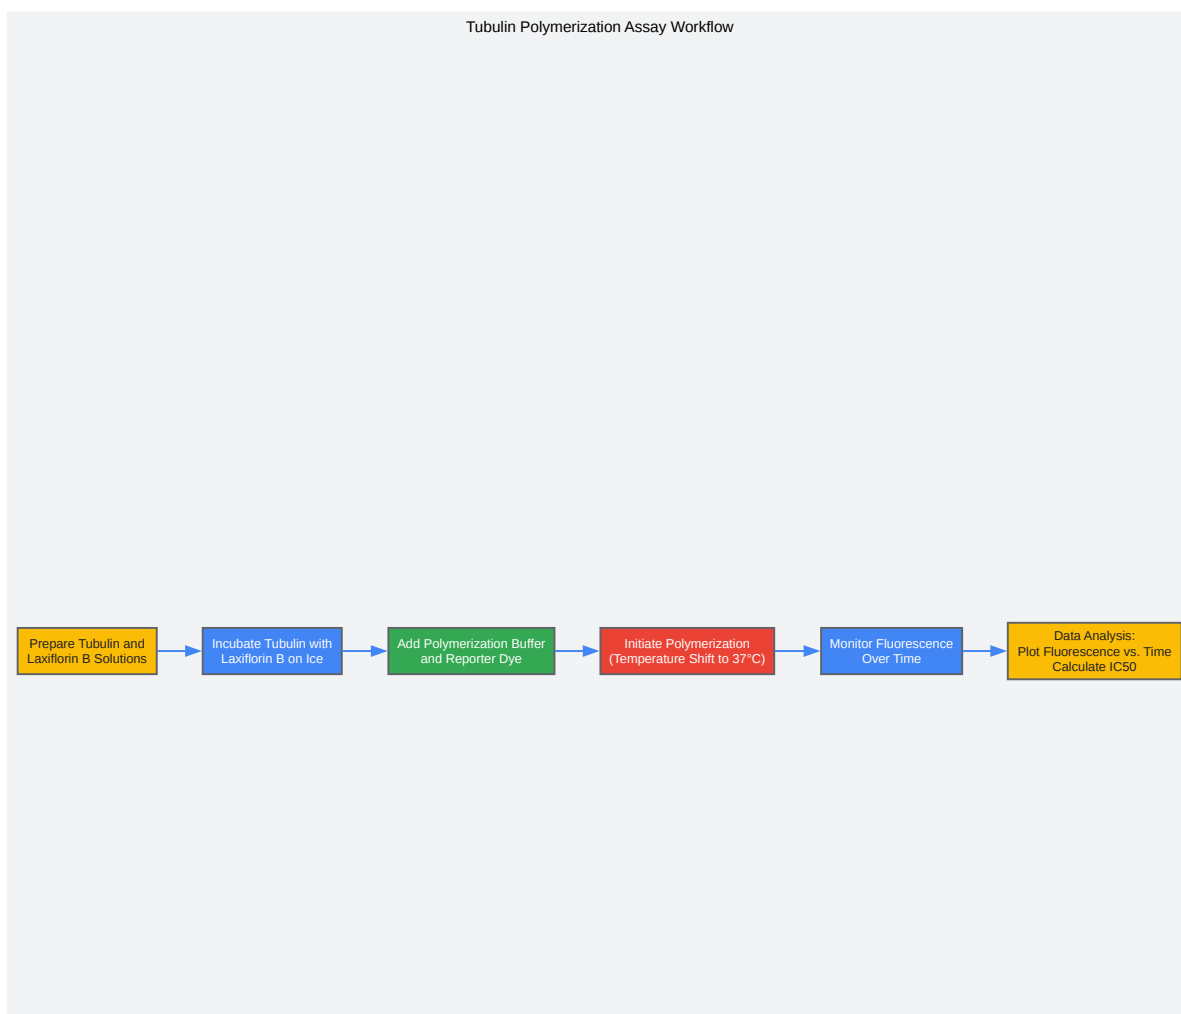 Tubulin Polymerization Assay Workflow
Prepare Tubulin and
Laxiflorin B Solutions
Incubate Tubulin with
Laxiflorin B on Ice
Add Polymerization Buffer
and Reporter Dye
Initiate Polymerization
(Temperature Shift to 37°C)
Monitor Fluorescence
Over Time
Data Analysis:
Plot Fluorescence vs. Time
Calculate IC50